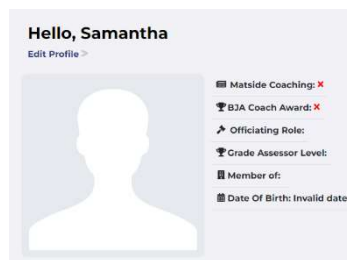 Hello, Samantha
Edit Profile >
Matside Coaching: ×
BJA Coach Award: ×
Officiating Role:
Grade Assessor Level:
Member of:
Date Of Birth: Invalid date